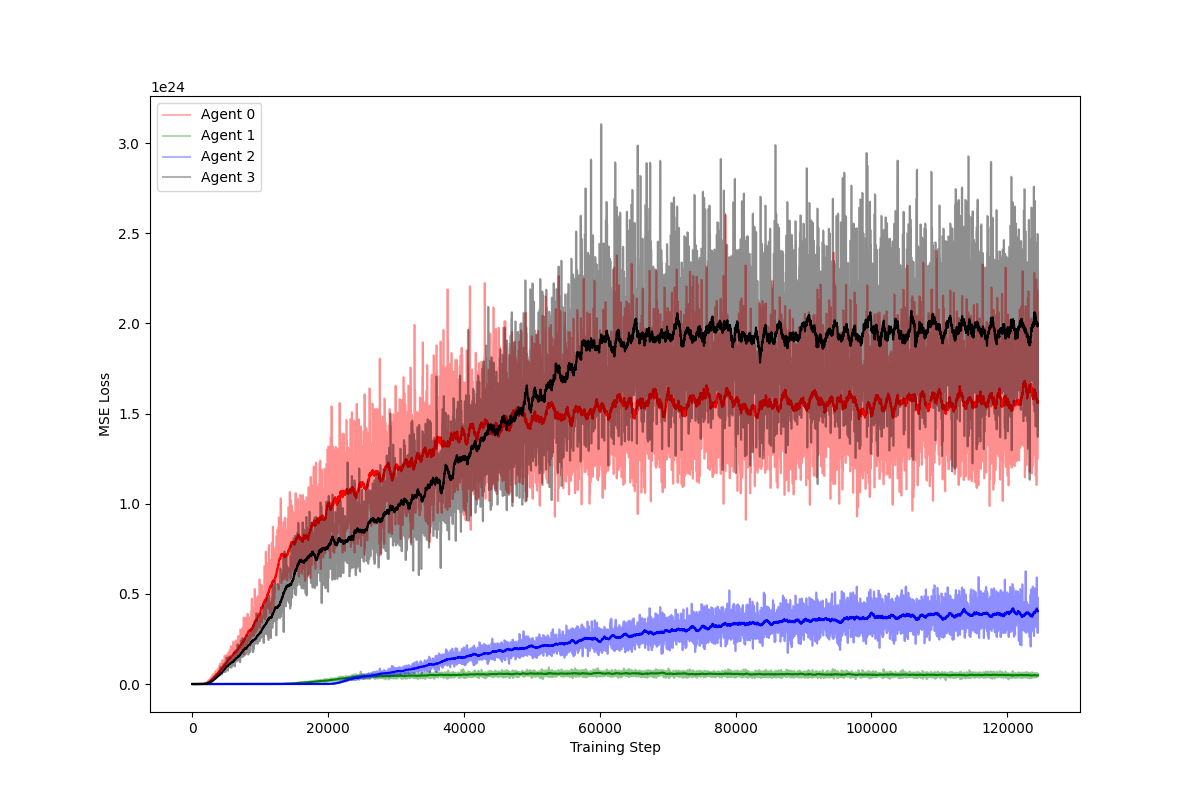 1e24
Agent 0
Agent 1
Agent 2
Agent 3
3.0
2.5
2.0
1.5
1.0
0.5
0.0
MSE Loss
0 20000 40000 60000 80000 100000 120000
Training Step